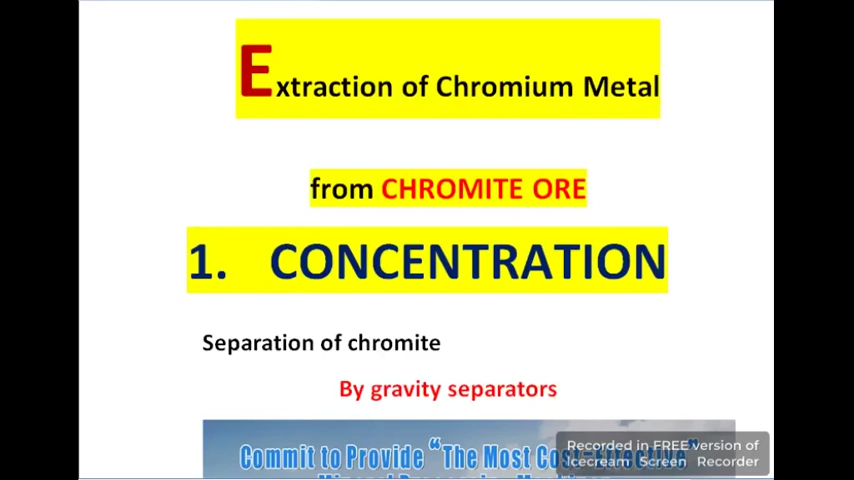 Extraction of Chromium Metal
from CHROMITE ORE
1. CONCENTRATION
Separation of chromite
By gravity separators
Commit to Provide “The Most Cost-Effective”
Recorded in FREE version of
Icecream Screen Recorder